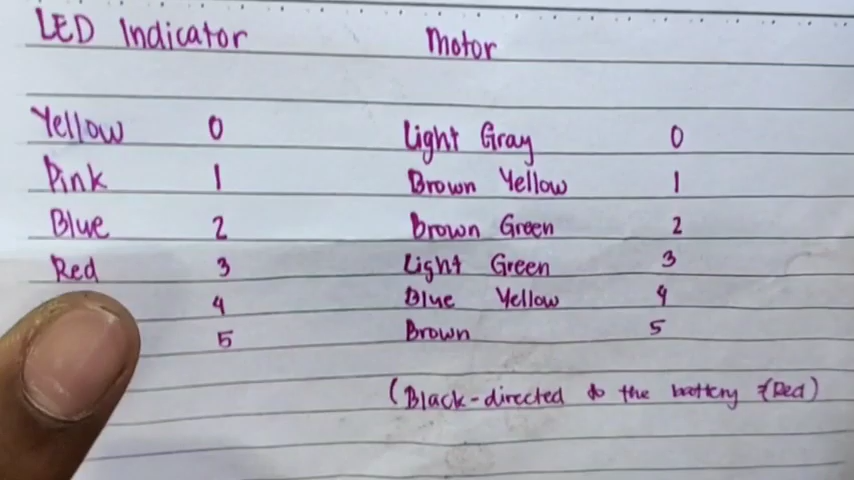 LED Indicator Motor
Yellow 0 Light Gray 0
Pink 1 Brown Yellow 1
Blue 2 Brown Green 2
Red 3 Light Green 3
4 Blue Yellow 4
5 Brown 5
(Black-directed to the battery (Red)